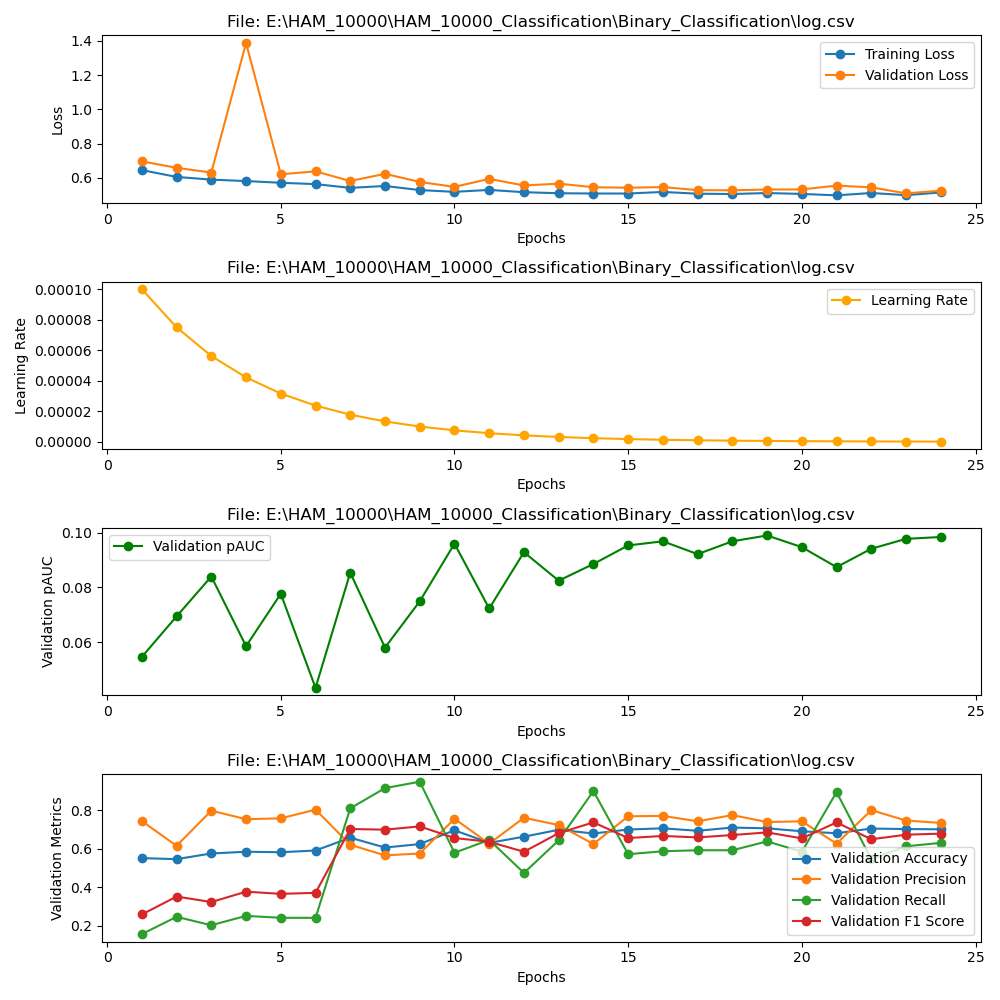 File: E:\HAM_10000\HAM_10000_Classification\Binary_Classification\log.csv
1.4
1.2
1.0
0.8
0.6
Loss
Training Loss
Validation Loss
0 5 10 15 20 25
Epochs
File: E:\HAM_10000\HAM_10000_Classification\Binary_Classification\log.csv
0.00010
0.00008
0.00006
0.00004
0.00002
0.00000
Learning Rate
Learning Rate
0 5 10 15 20 25
Epochs
File: E:\HAM_10000\HAM_10000_Classification\Binary_Classification\log.csv
0.10
0.08
0.06
Validation pAUC
Validation pAUC
0 5 10 15 20 25
Epochs
File: E:\HAM_10000\HAM_10000_Classification\Binary_Classification\log.csv
0.8
0.6
0.4
0.2
Validation Metrics
Validation Accuracy
Validation Precision
Validation Recall
Validation F1 Score
0 5 10 15 20 25
Epochs